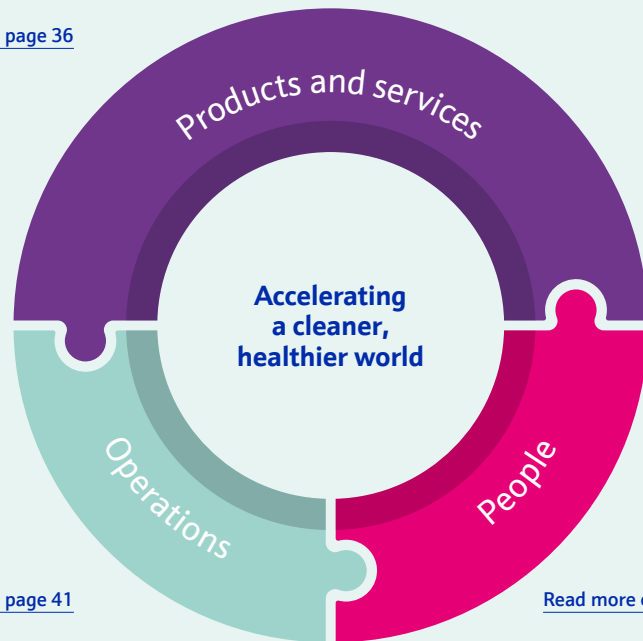 page 36
Products and services
Accelerating
a cleaner,
healthier world
Operations
People
page 41
Read more